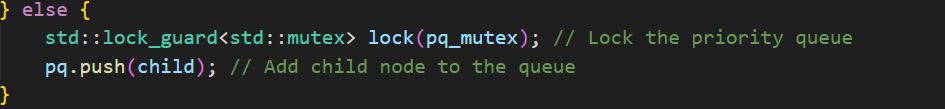 } else {
    std::lock_guard<std::mutex> lock(pq_mutex); // Lock the priority queue
    pq.push(child); // Add child node to the queue
}